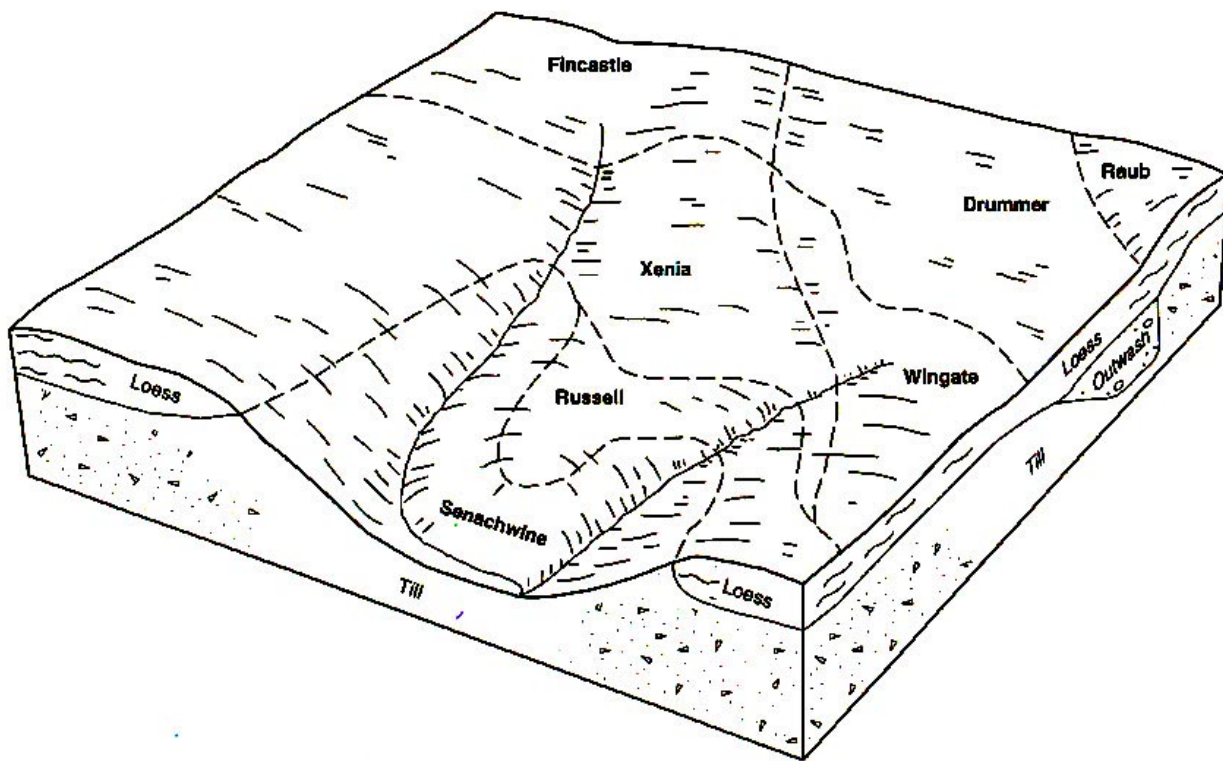 Fincastle
Raub
Drummer
Xenia
Loess
Outwash
Wingate
Loess
Russell
Till
Senachwine
Till
Loess